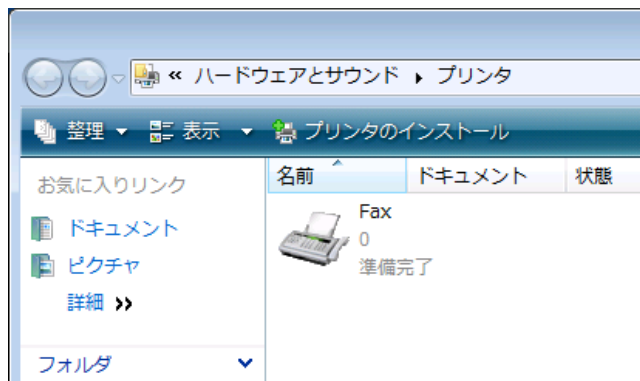 « ハードウェアとサウンド ▸ プリンタ
整理 ▼ 表示 ▼ プリンタのインストール
お気に入りリンク
ドキュメント
ピクチャ
詳細 »
フォルダ
名前 ドキュメント 状態
Fax
0
準備完了